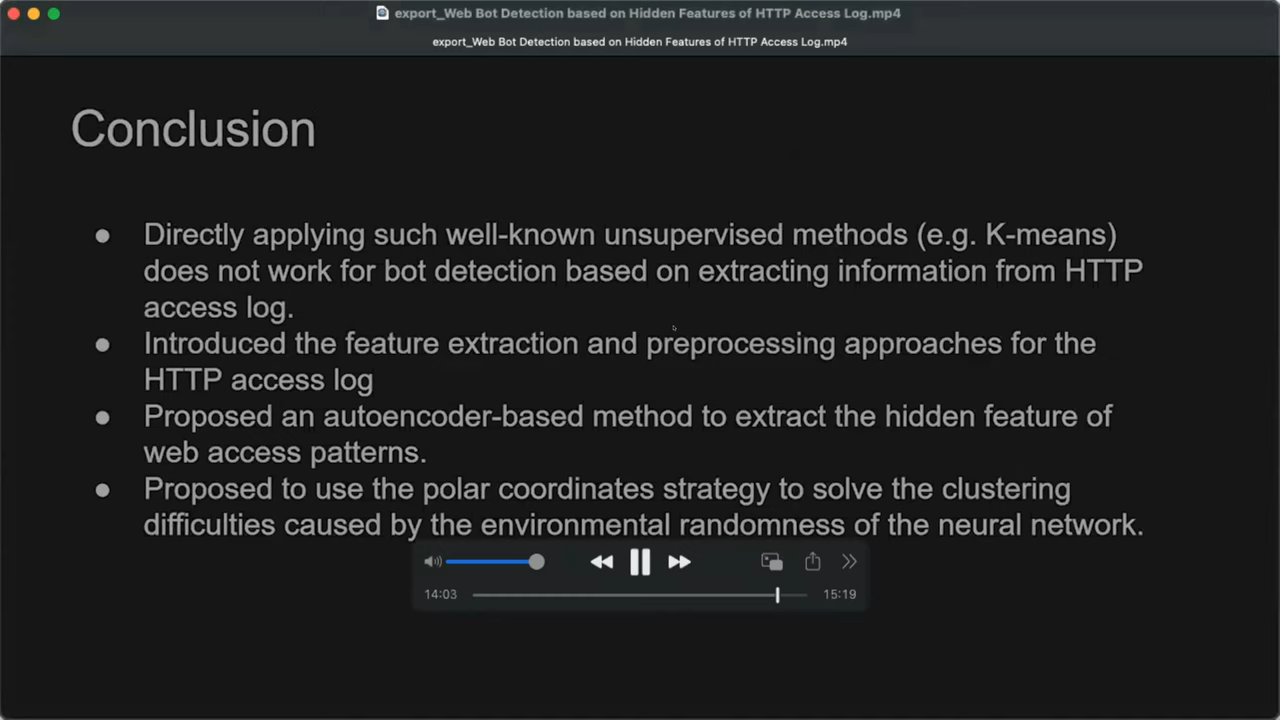 export_Web Bot Detection based on Hidden Features of HTTP Access Log.mp4
export_Web Bot Detection based on Hidden Features of HTTP Access Log.mp4
Conclusion
● Directly applying such well-known unsupervised methods (e.g. K-means)
does not work for bot detection based on extracting information from HTTP
access log.
● Introduced the feature extraction and preprocessing approaches for the
HTTP access log
● Proposed an autoencoder-based method to extract the hidden feature of
web access patterns.
● Proposed to use the polar coordinates strategy to solve the clustering
difficulties caused by the environmental randomness of the neural network.
14:03 15:19